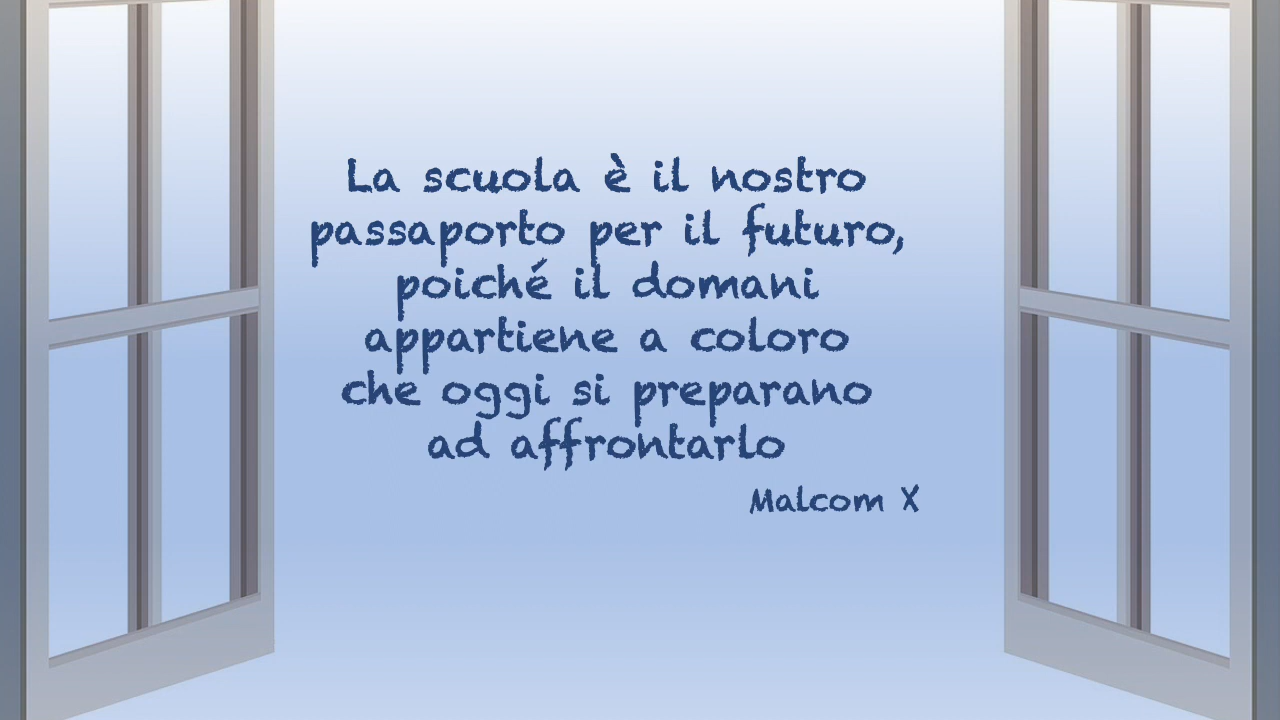 La scuola è il nostro
passaporto per il futuro,
poiché il domani
appartiene a coloro
che oggi si preparano
ad affrontarlo
Malcom X